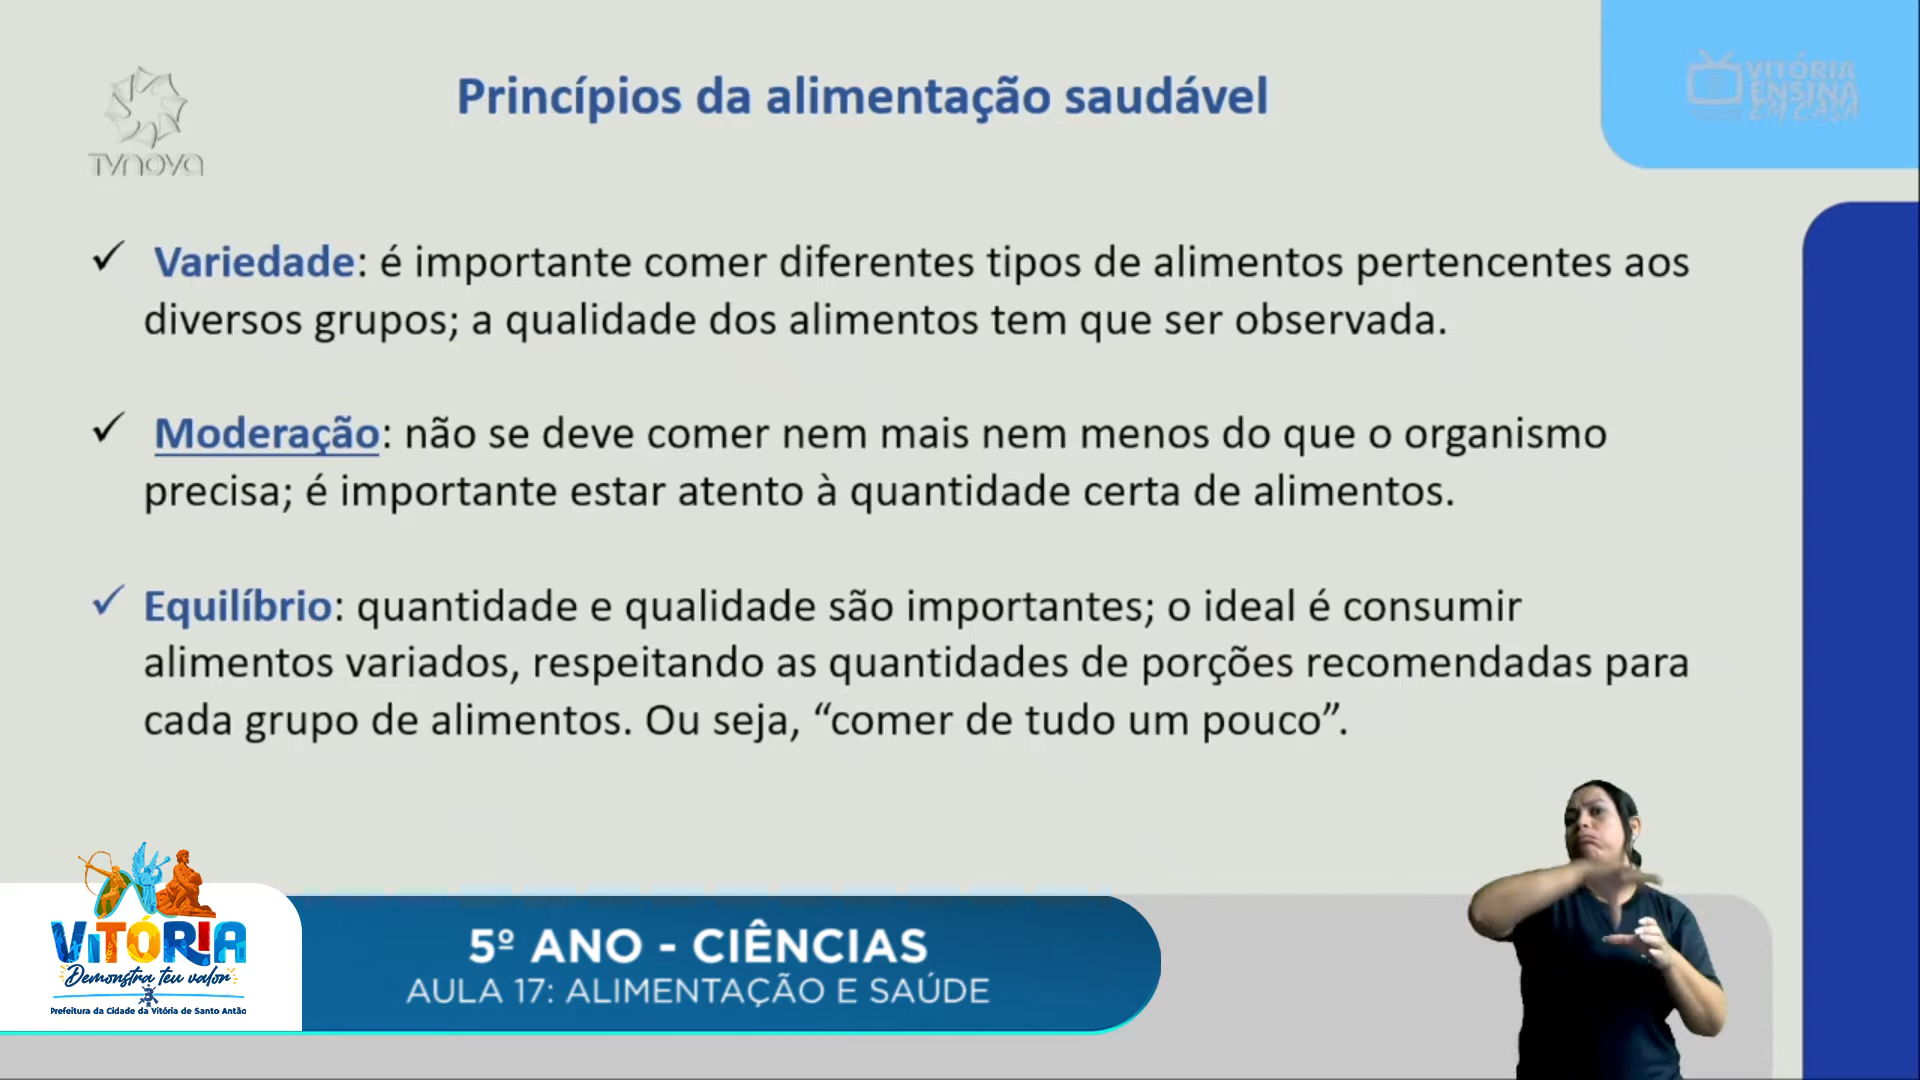 Princípios da alimentação saudável
TVNOVA
VITÓRIA
ENSINA
EM CASA
✓ Variedade: é importante comer diferentes tipos de alimentos pertencentes aos
diversos grupos; a qualidade dos alimentos tem que ser observada.
✓ Moderação: não se deve comer nem mais nem menos do que o organismo
precisa; é importante estar atento à quantidade certa de alimentos.
✓ Equilíbrio: quantidade e qualidade são importantes; o ideal é consumir
alimentos variados, respeitando as quantidades de porções recomendadas para
cada grupo de alimentos. Ou seja, “comer de tudo um pouco”.
VITÓRIA
Demonstra teu valor
Prefeitura da Cidade da Vitória de Santo Antão
5º ANO - CIÊNCIAS
AULA 17: ALIMENTAÇÃO E SAÚDE